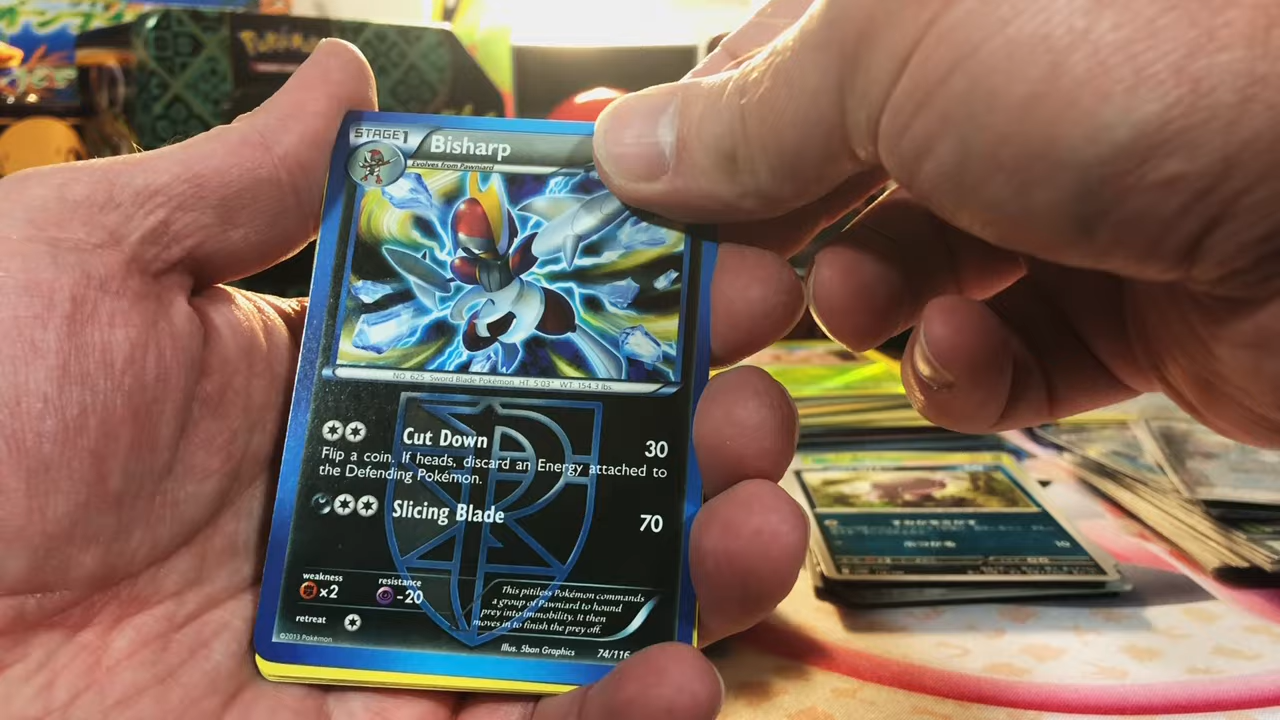 Pokémon
STAGE1
Bisharp
Evolves from Pawniard
NO. 625 Sword Blade Pokémon HT. 5'03" WT. 154.3 lbs.
Cut Down 30
Flip a coin. If heads, discard an Energy attached to
the Defending Pokémon.
Slicing Blade 70
weakness
×2
resistance
-20
retreat
This pitiless Pokémon commands
a group of Pawniard to hound
prey into immobility. It then
moves in to finish the prey off.
©2013 Pokémon
Illus. 5ban Graphics 74/116
10